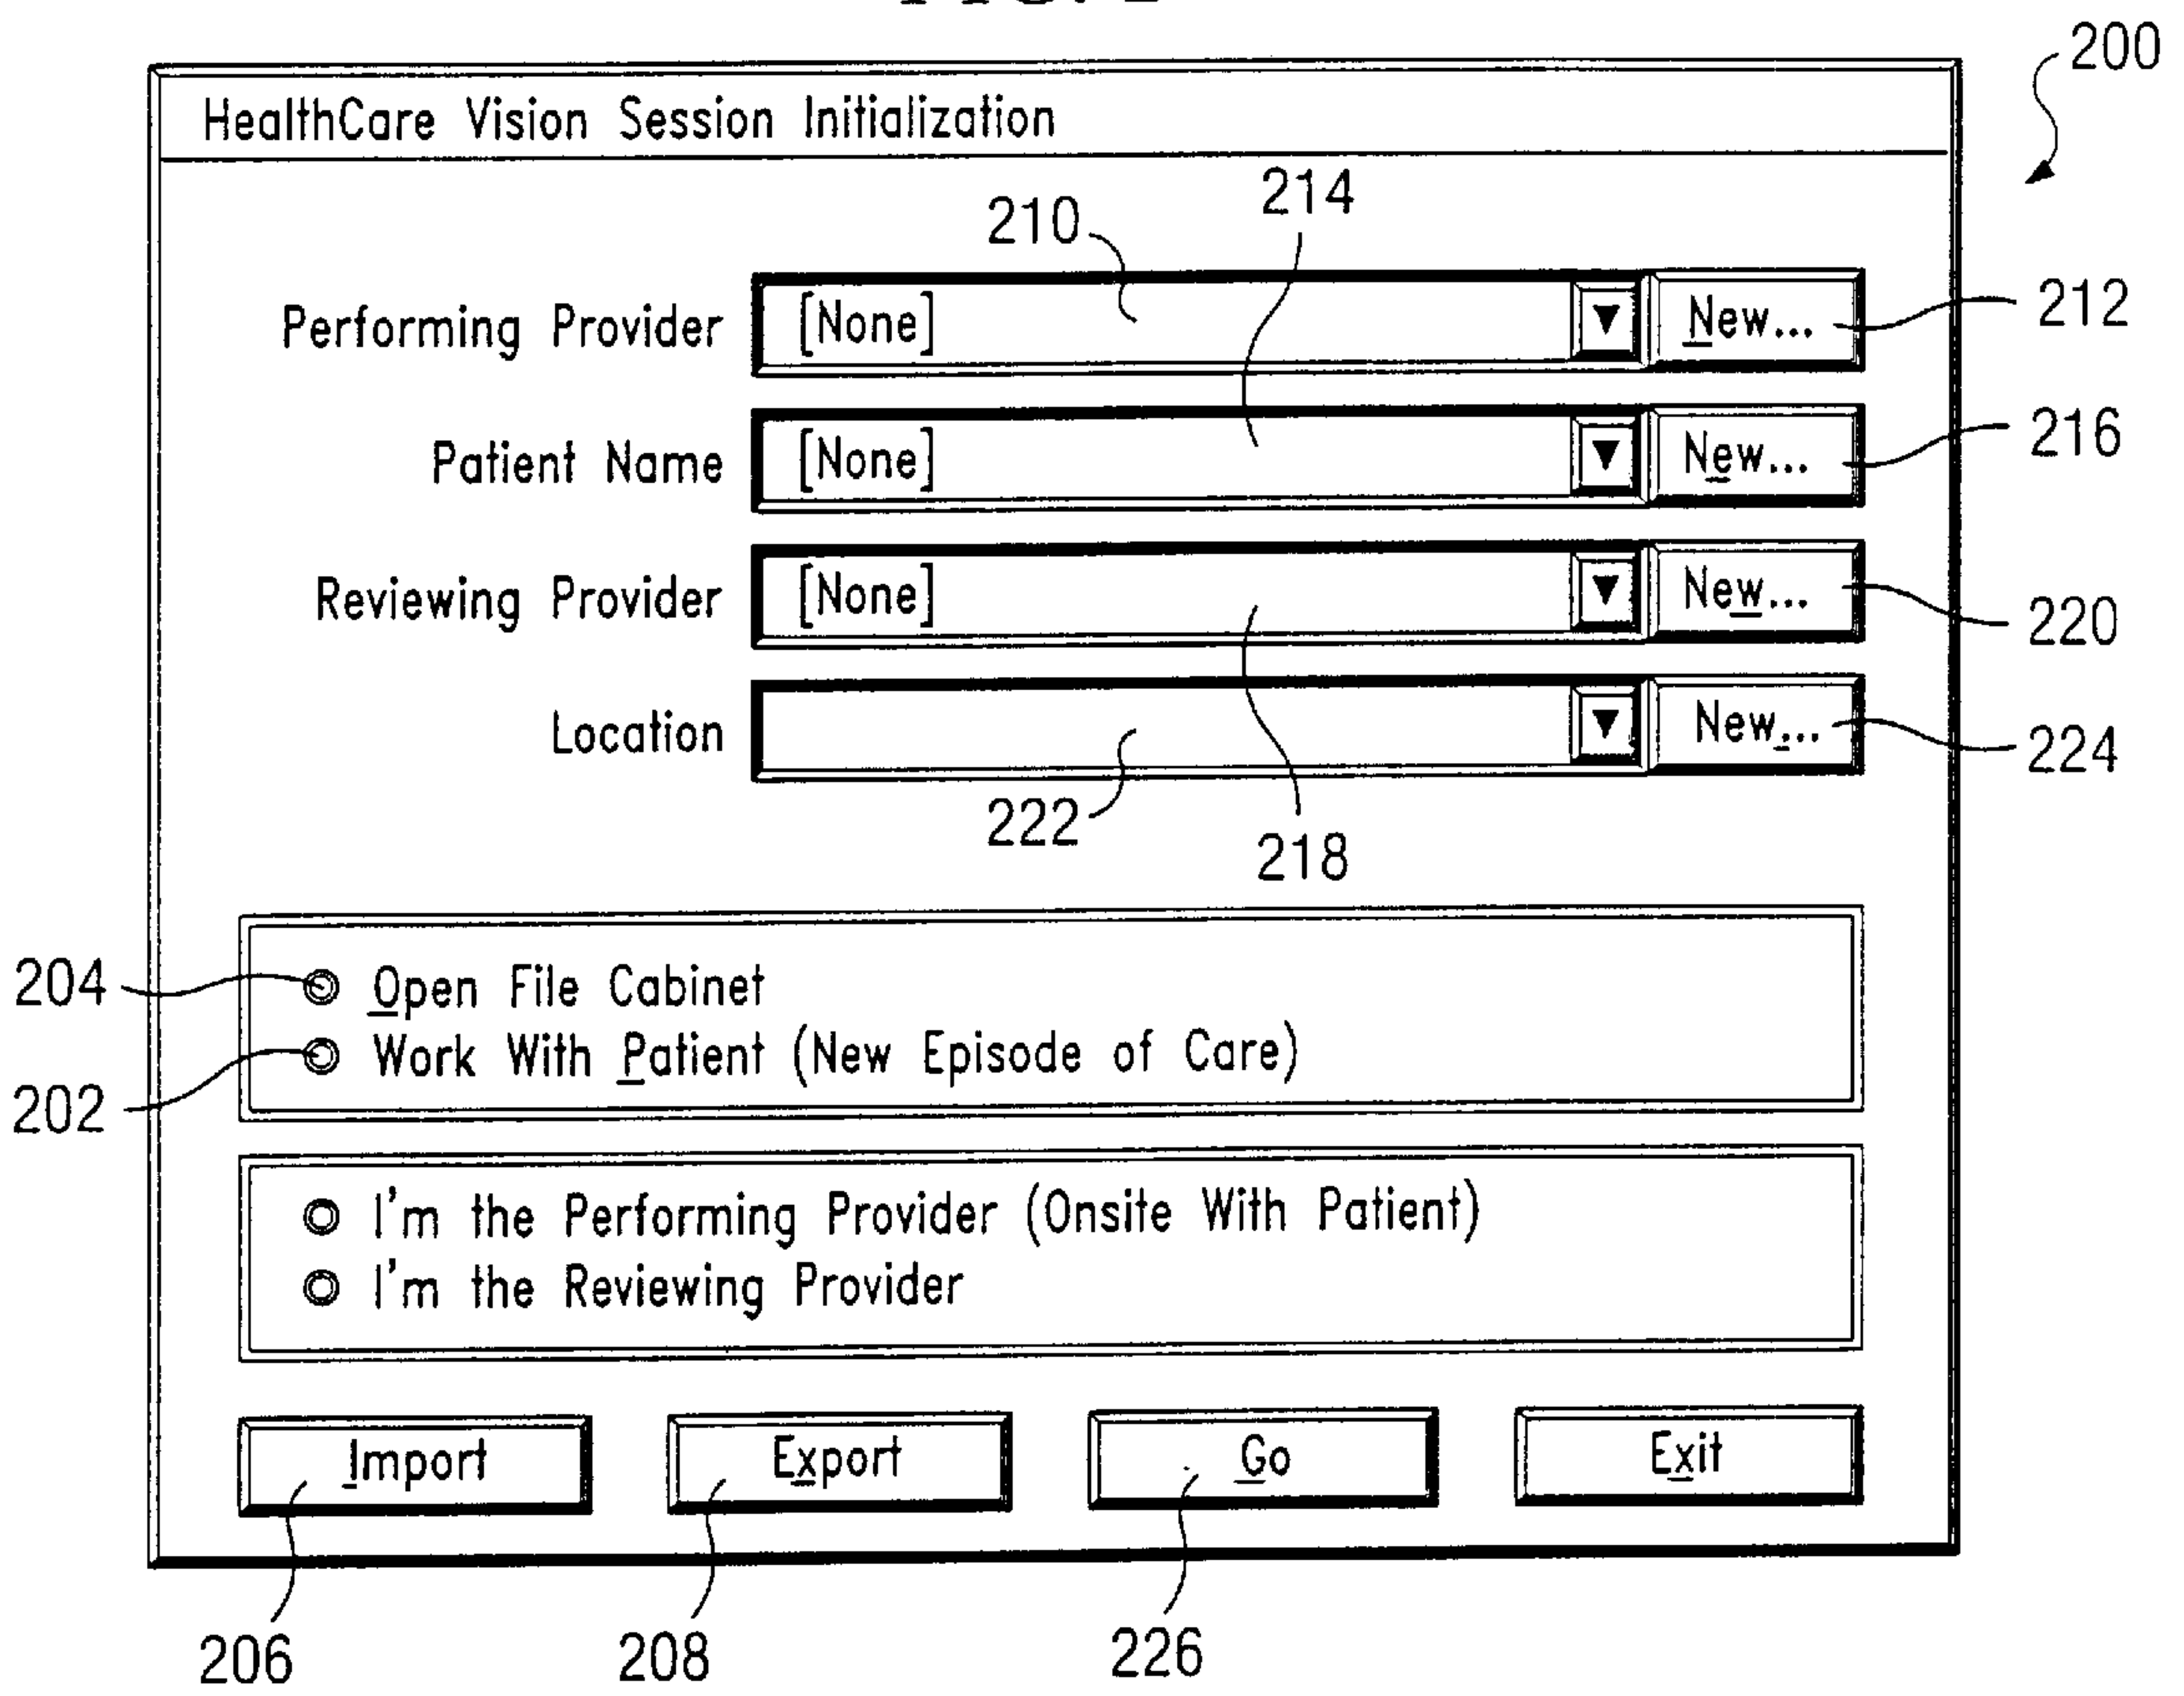 200
HealthCare Vision Session Initialization
214
210
Performing Provider [None] ▼ New... 212
Patient Name [None] ▼ New... 216
Reviewing Provider [None] ▼ New... 220
Location ▼ New... 224
222
218
204 Open File Cabinet
Work With Patient (New Episode of Care)
202
I'm the Performing Provider (Onsite With Patient)
I'm the Reviewing Provider
Import Export Go Exit
206 208 226